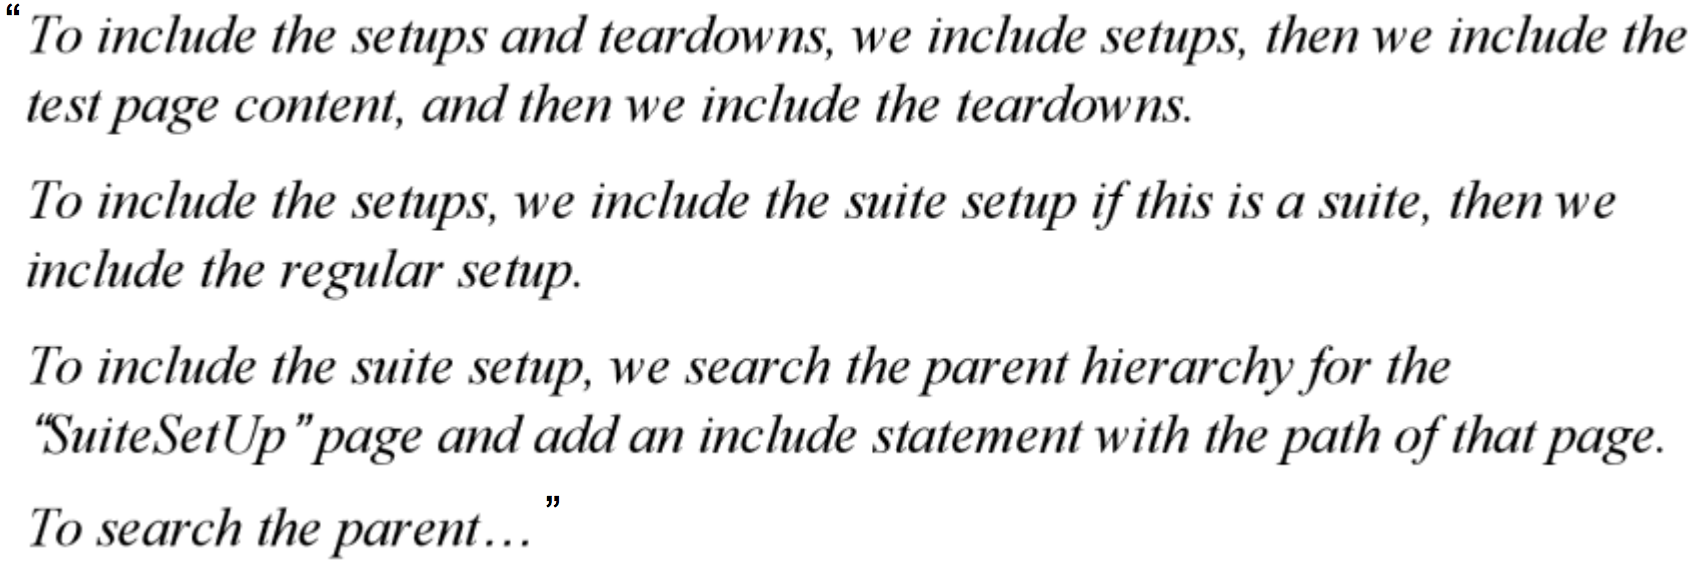 “To include the setups and teardowns, we include setups, then we include the
test page content, and then we include the teardowns.
To include the setups, we include the suite setup if this is a suite, then we
include the regular setup.
To include the suite setup, we search the parent hierarchy for the
“SuiteSetUp” page and add an include statement with the path of that page.
To search the parent…”